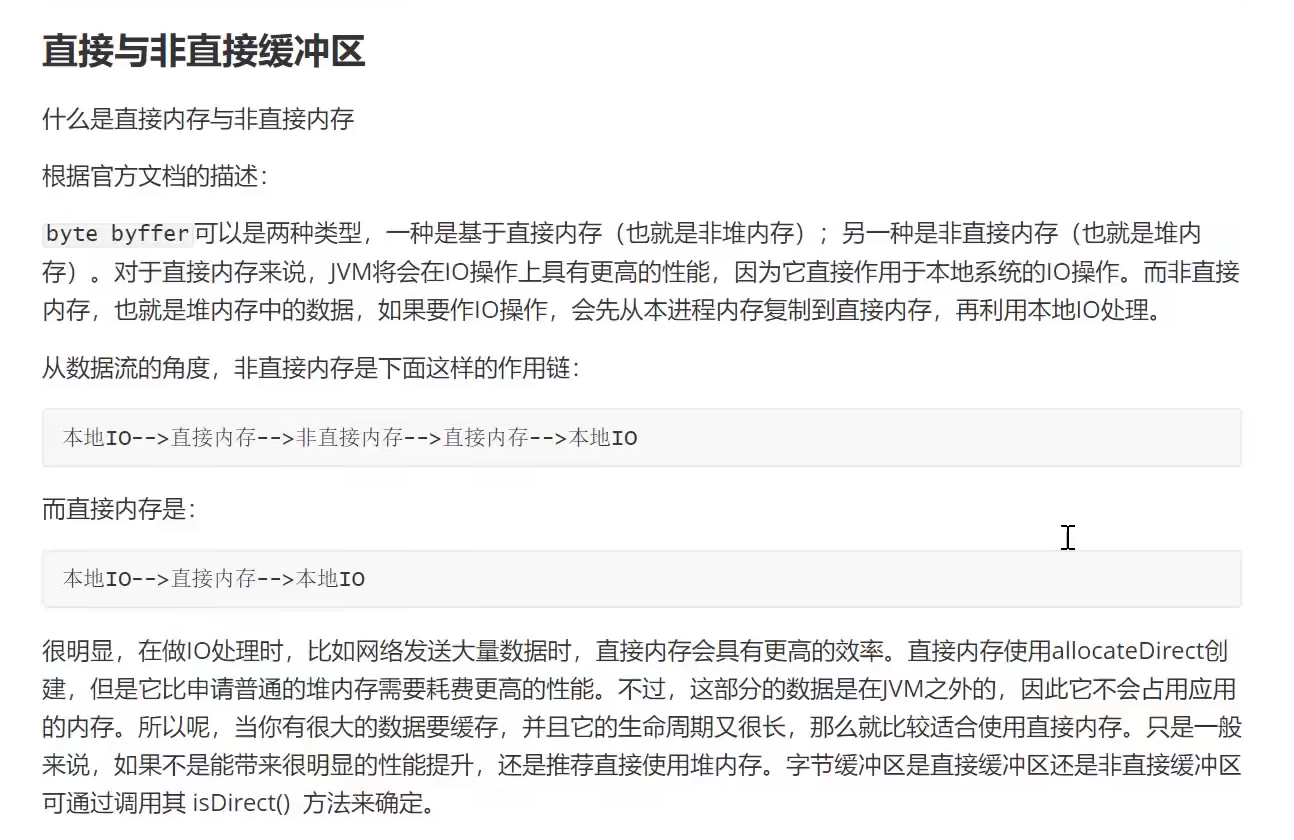 直接与非直接缓冲区
什么是直接内存与非直接内存
根据官方文档的描述：
byte byffer可以是两种类型，一种是基于直接内存（也就是非堆内存）；另一种是非直接内存（也就是堆内
存）。对于直接内存来说，JVM将会在IO操作上具有更高的性能，因为它直接作用于本地系统的IO操作。而非直接
内存，也就是堆内存中的数据，如果要作IO操作，会先从本进程内存复制到直接内存，再利用本地IO处理。
从数据流的角度，非直接内存是下面这样的作用链：
本地IO-->直接内存-->非直接内存-->直接内存-->本地IO
而直接内存是：
本地IO-->直接内存-->本地IO
很明显，在做IO处理时，比如网络发送大量数据时，直接内存会具有更高的效率。直接内存使用allocateDirect创
建，但是它比申请普通的堆内存需要耗费更高的性能。不过，这部分的数据是在JVM之外的，因此它不会占用应用
的内存。所以呢，当你有很大的数据要缓存，并且它的生命周期又很长，那么就比较适合使用直接内存。只是一般
来说，如果不是能带来很明显的性能提升，还是推荐直接使用堆内存。字节缓冲区是直接缓冲区还是非直接缓冲区
可通过调用其 isDirect() 方法来确定。